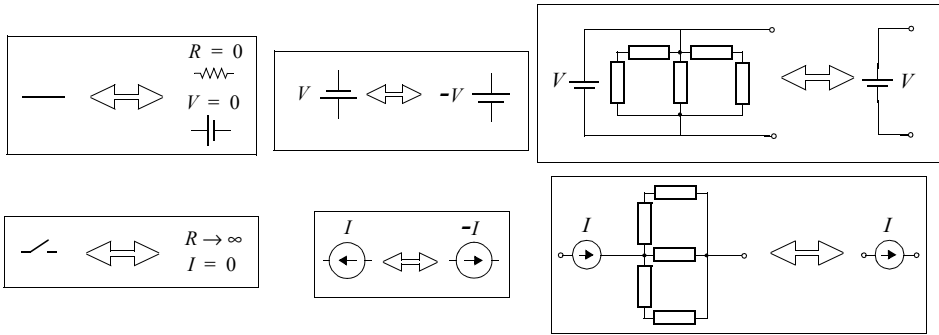 R = 0
V = 0
V
-V
V
V
R → ∞
I = 0
I
-I
I
I